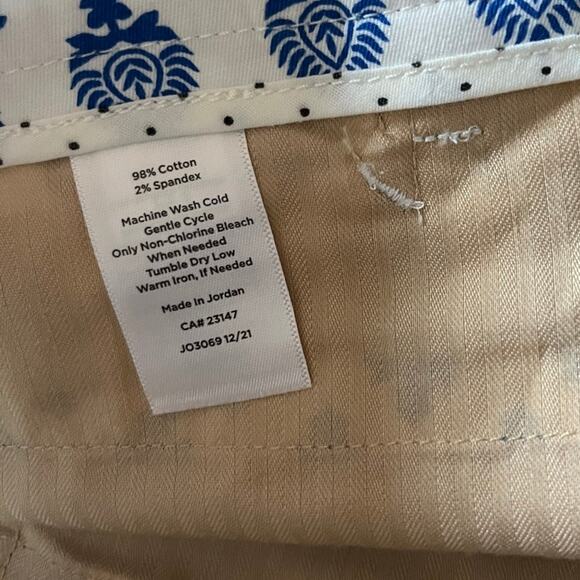 98% Cotton
2% Spandex
Machine Wash Cold
Gentle Cycle
Only Non-Chlorine Bleach
When Needed
Tumble Dry Low
Warm Iron, If Needed
Made in Jordan
CA# 23147
JO3069 12/21